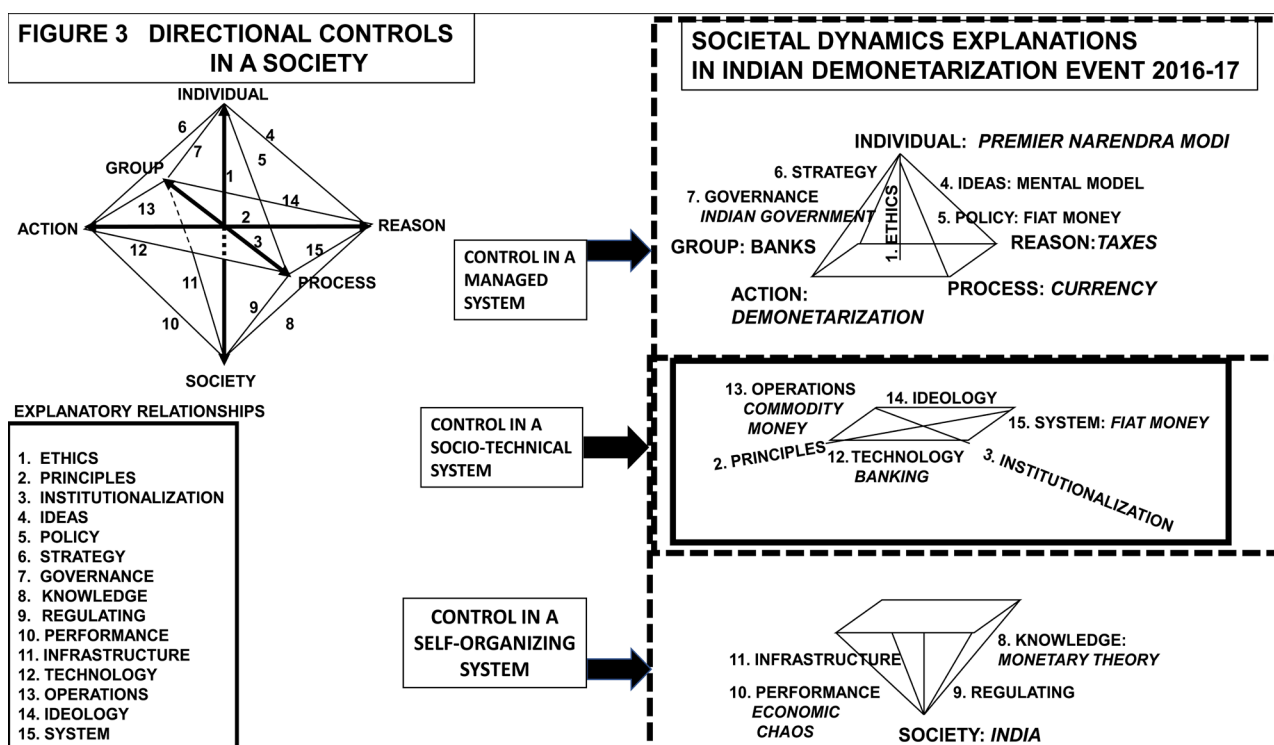 FIGURE 3 DIRECTIONAL CONTROLS
IN A SOCIETY
INDIVIDUAL
6
4
7
5
GROUP
1
14
13
2
ACTION
REASON
3
12
15
PROCESS
11
9
10
8
SOCIETY
EXPLANATORY RELATIONSHIPS
1. ETHICS
2. PRINCIPLES
3. INSTITUTIONALIZATION
4. IDEAS
5. POLICY
6. STRATEGY
7. GOVERNANCE
8. KNOWLEDGE
9. REGULATING
10. PERFORMANCE
11. INFRASTRUCTURE
12. TECHNOLOGY
13. OPERATIONS
14. IDEOLOGY
15. SYSTEM
CONTROL IN A
MANAGED
SYSTEM
CONTROL IN A
SOCIO-TECHNICAL
SYSTEM
CONTROL IN A
SELF-ORGANIZING
SYSTEM
SOCIETAL DYNAMICS EXPLANATIONS
IN INDIAN DEMONETARIZATION EVENT 2016-17
INDIVIDUAL: PREMIER NARENDRA MODI
6. STRATEGY
4. IDEAS: MENTAL MODEL
7. GOVERNANCE
INDIAN GOVERNMENT
1. ETHICS
5. POLICY: FIAT MONEY
GROUP: BANKS
REASON:TAXES
ACTION:
DEMONETARIZATION
PROCESS: CURRENCY
13. OPERATIONS
COMMODITY
MONEY
14. IDEOLOGY
15. SYSTEM: FIAT MONEY
2. PRINCIPLES
12. TECHNOLOGY
BANKING
3. INSTITUTIONALIZATION
11. INFRASTRUCTURE
8. KNOWLEDGE:
MONETARY THEORY
10. PERFORMANCE
ECONOMIC
CHAOS
9. REGULATING
SOCIETY: INDIA